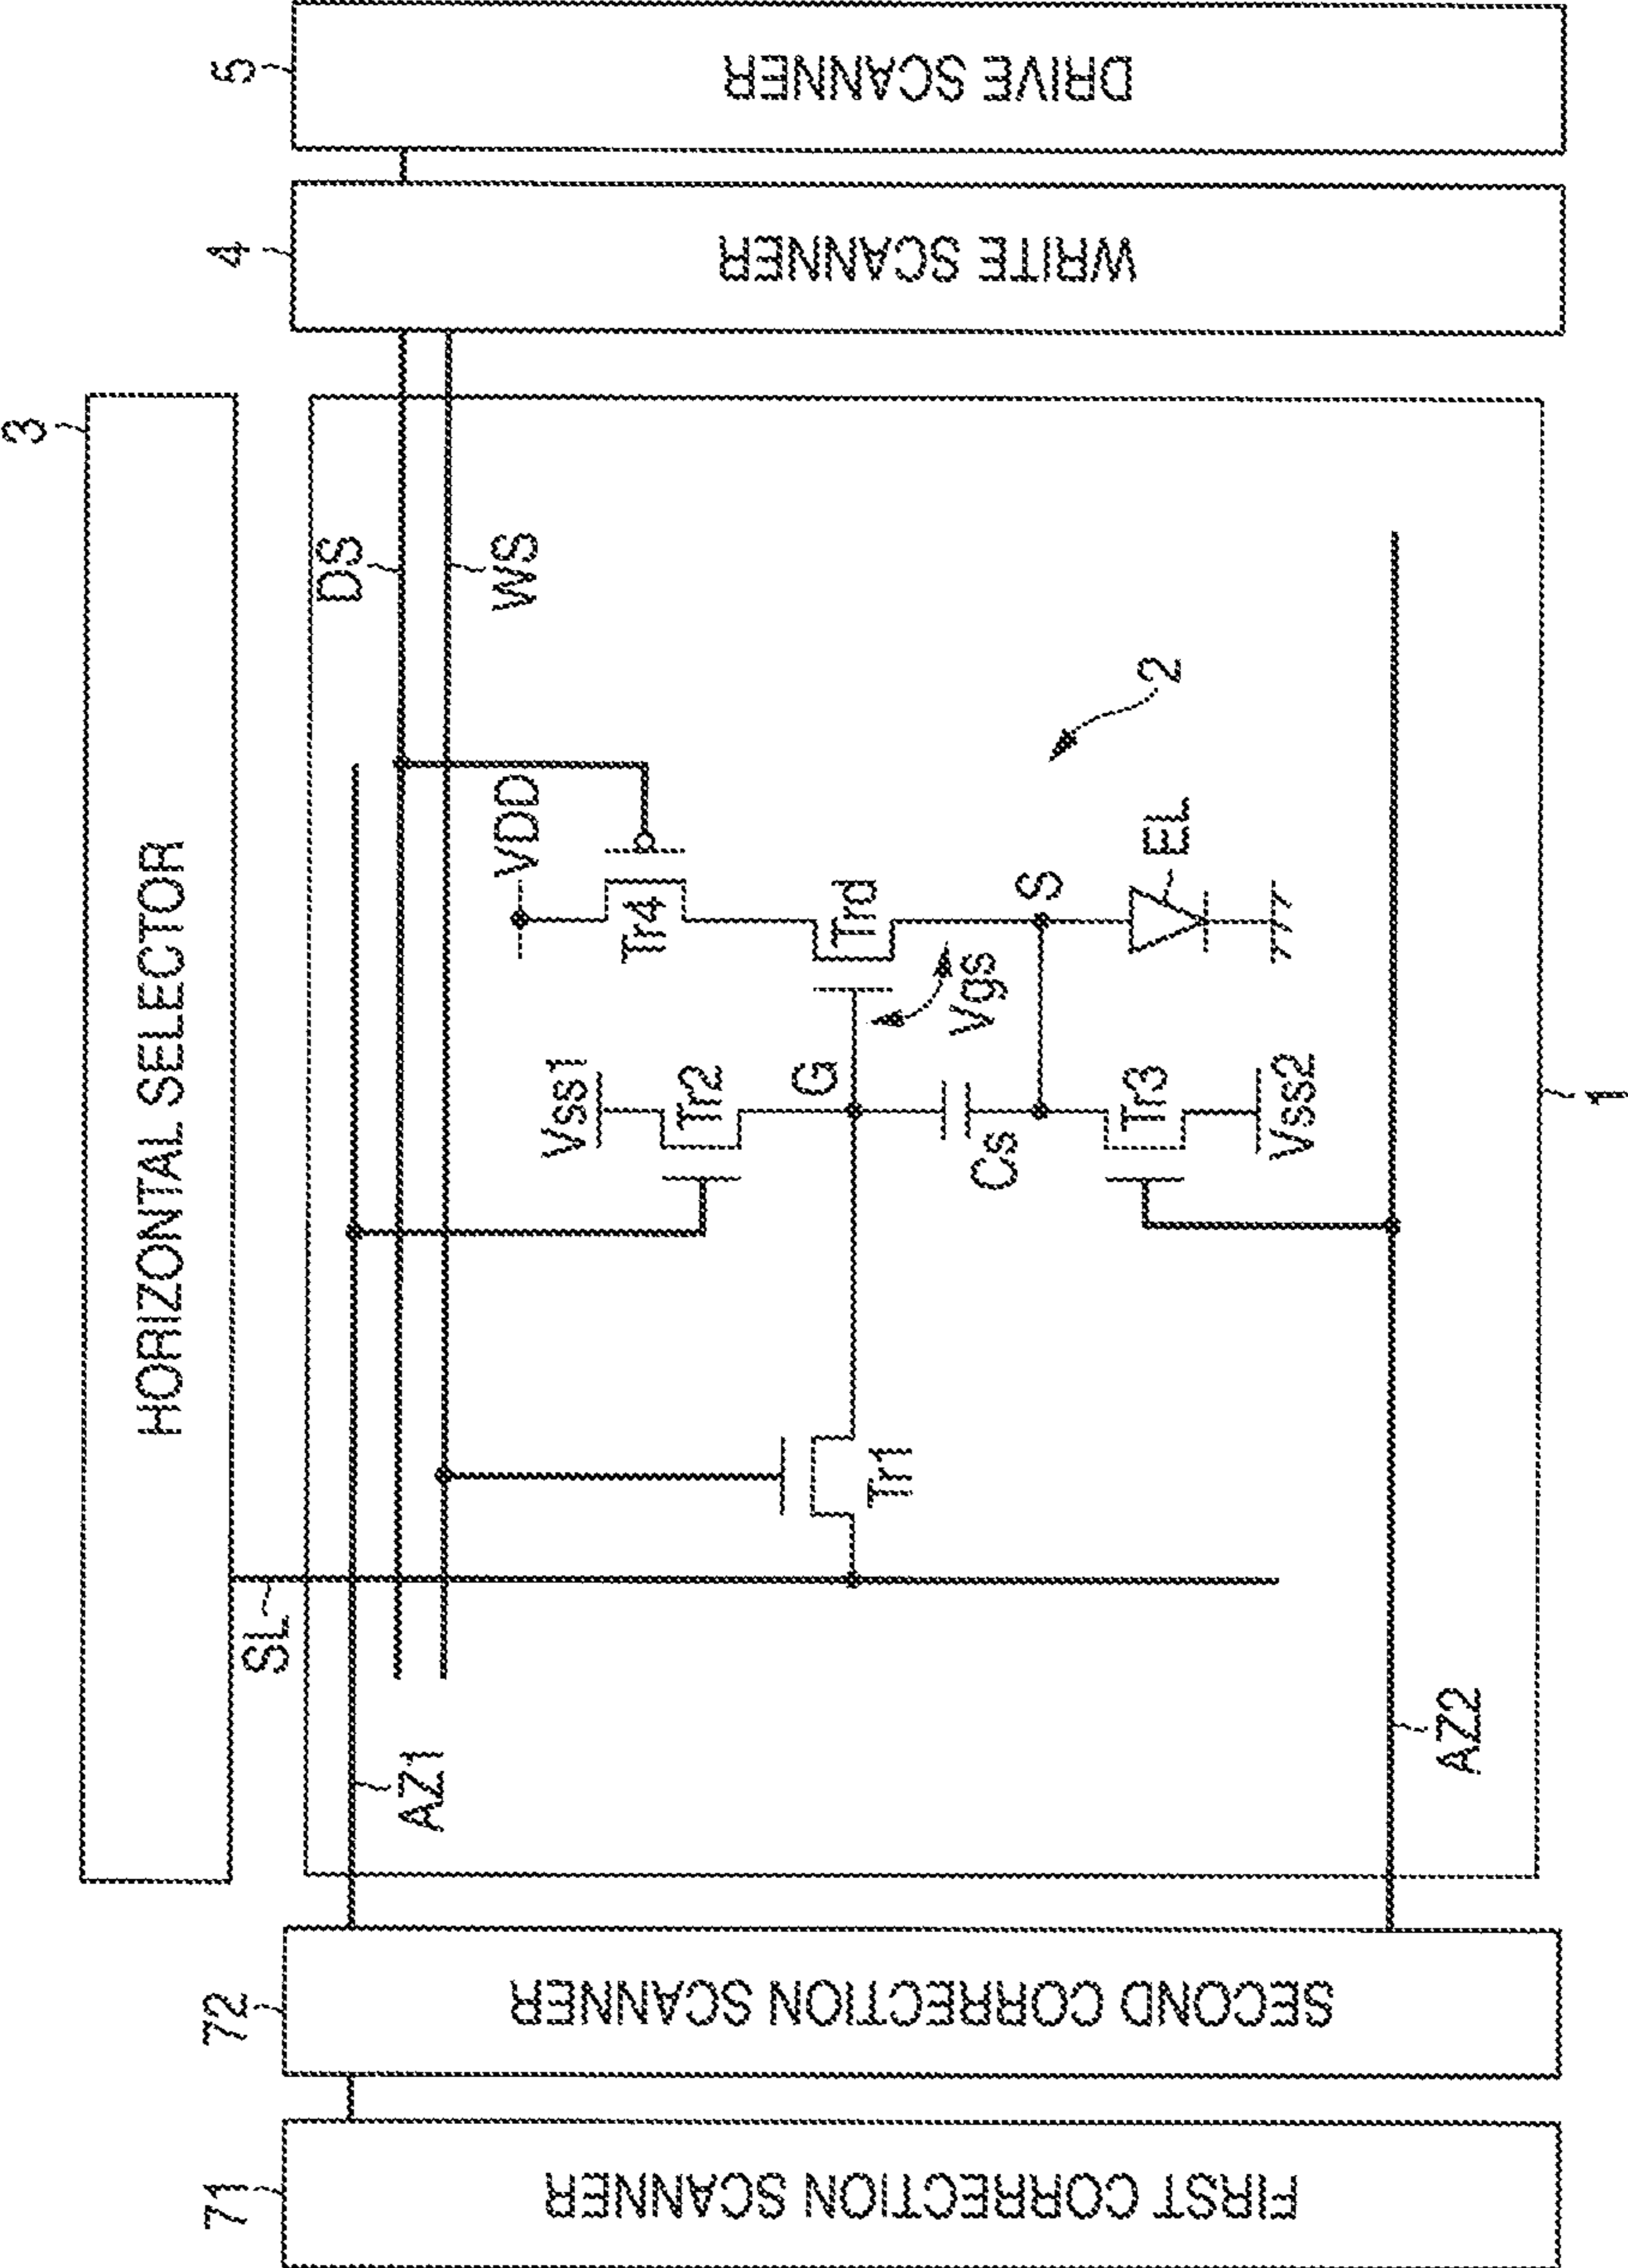 3
HORIZONTAL SELECTOR
71
72
4
5
FIRST CORRECTION SCANNER
SECOND CORRECTION SCANNER
WRITE SCANNER
DRIVE SCANNER
SL
AZ1
DS
WS
VDD
Vss1
Tr2
Tr4
Tr1
G
Trd
Vgs
Cs
S
2
Tr3
EL
Vss2
AZ2
1